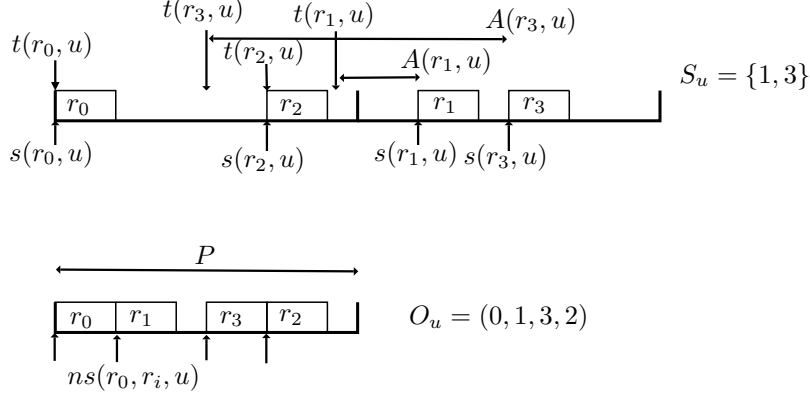 t(r_3, u)
t(r_1, u)
A(r_3, u)
t(r_0, u)
t(r_2, u)
A(r_1, u)
S_u = {1, 3}
r_0
r_2
r_1
r_3
s(r_0, u)
s(r_2, u)
s(r_1, u)
s(r_3, u)
P
r_0
r_1
r_3
r_2
O_u = (0, 1, 3, 2)
ns(r_0, r_i, u)